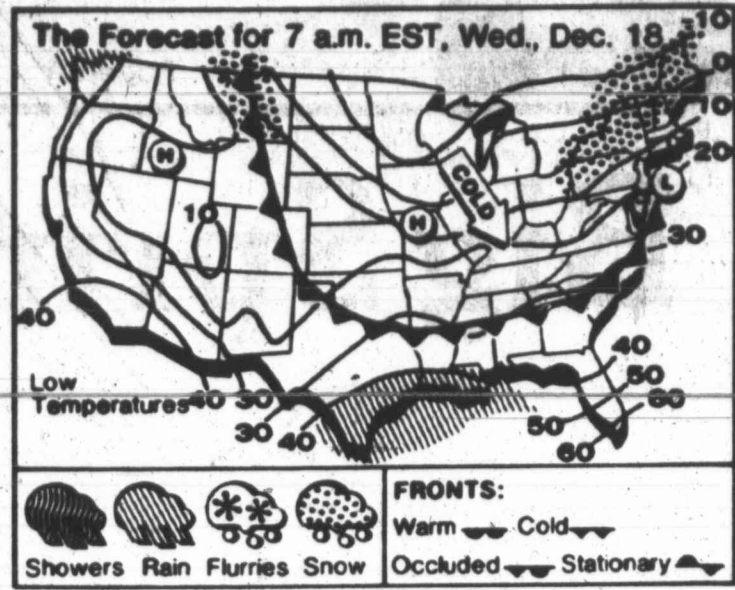 The Forecast for 7 a.m. EST, Wed., Dec. 18
-10
0
10
20
H
10
COLD
H
L
30
40
Low
Temperatures
40 30
30 40
40
50
60
50
60
Showers Rain Flurries Snow
FRONTS:
Warm Cold
Occluded Stationary